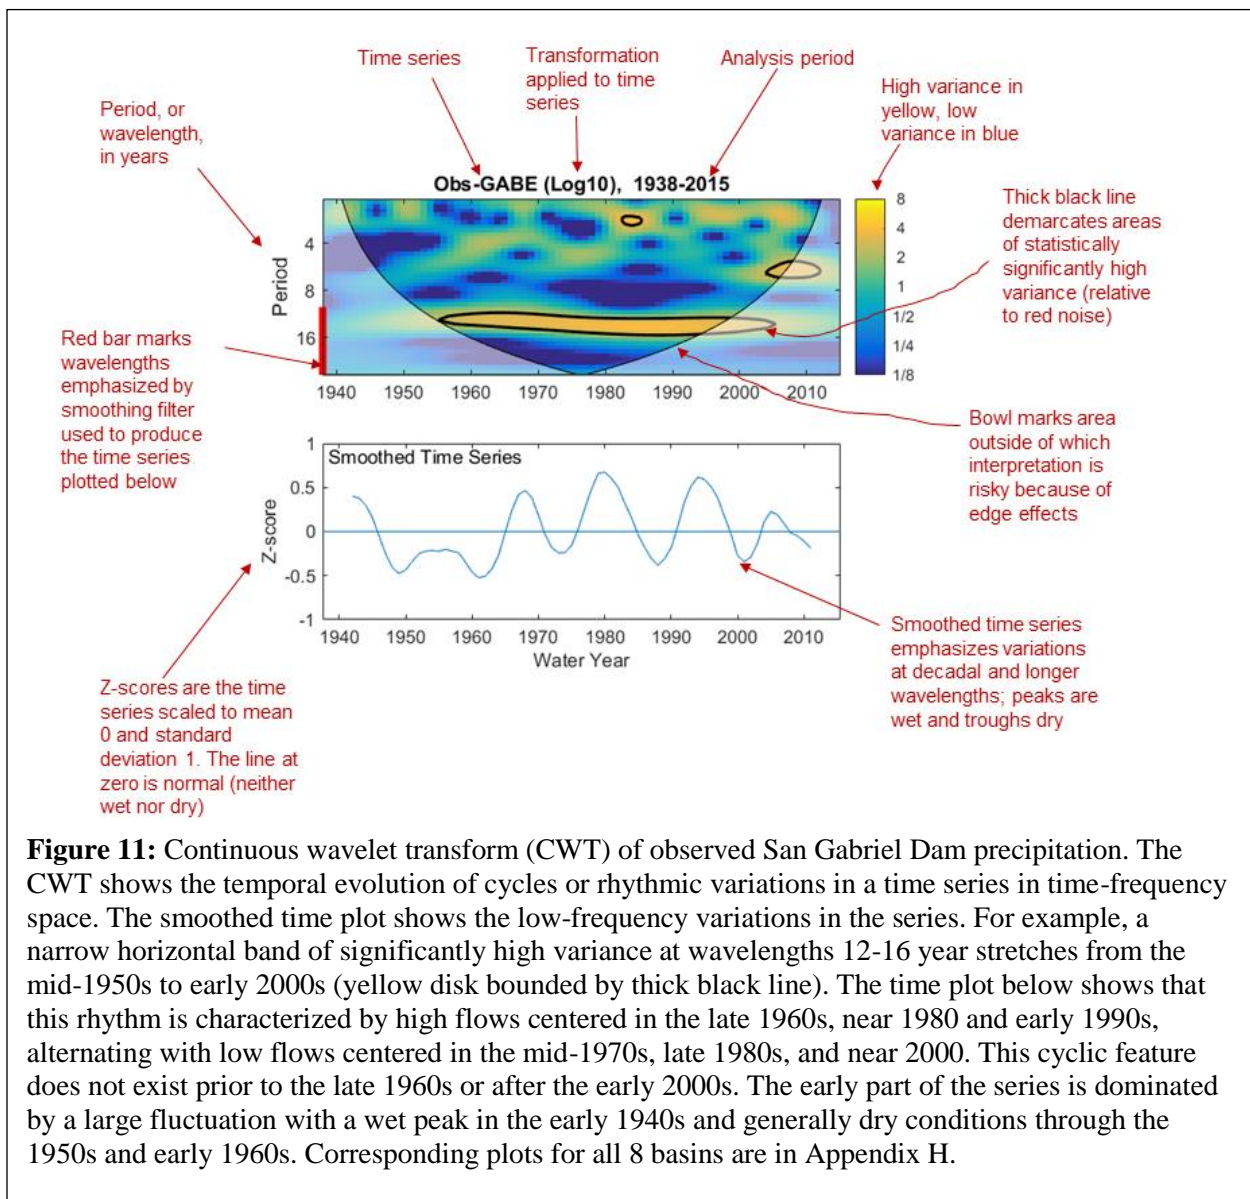 Time series
Transformation
applied to time
series
Analysis period
High variance in
yellow, low
variance in blue
Period, or
wavelength,
in years
Obs-GABE (Log10), 1938-2015
Thick black line
demarcates areas
of statistically
significantly high
variance (relative
to red noise)
Period
4
8
16
8
4
2
1
1/2
1/4
1/8
1940 1950 1960 1970 1980 1990 2000 2010
Red bar marks
wavelengths
emphasized by
smoothing filter
used to produce
the time series
plotted below
Bowl marks area
outside of which
interpretation is
risky because of
edge effects
Smoothed Time Series
Z-score
1
0.5
0
-0.5
-1
1940 1950 1960 1970 1980 1990 2000 2010
Water Year
Smoothed time series
emphasizes variations
at decadal and longer
wavelengths; peaks are
wet and troughs dry
Z-scores are the time
series scaled to mean
0 and standard
deviation 1. The line at
zero is normal (neither
wet nor dry)
Figure 11: Continuous wavelet transform (CWT) of observed San Gabriel Dam precipitation. The
CWT shows the temporal evolution of cycles or rhythmic variations in a time series in time-frequency
space. The smoothed time plot shows the low-frequency variations in the series. For example, a
narrow horizontal band of significantly high variance at wavelengths 12-16 year stretches from the
mid-1950s to early 2000s (yellow disk bounded by thick black line). The time plot below shows that
this rhythm is characterized by high flows centered in the late 1960s, near 1980 and early 1990s,
alternating with low flows centered in the mid-1970s, late 1980s, and near 2000. This cyclic feature
does not exist prior to the late 1960s or after the early 2000s. The early part of the series is dominated
by a large fluctuation with a wet peak in the early 1940s and generally dry conditions through the
1950s and early 1960s. Corresponding plots for all 8 basins are in Appendix H.